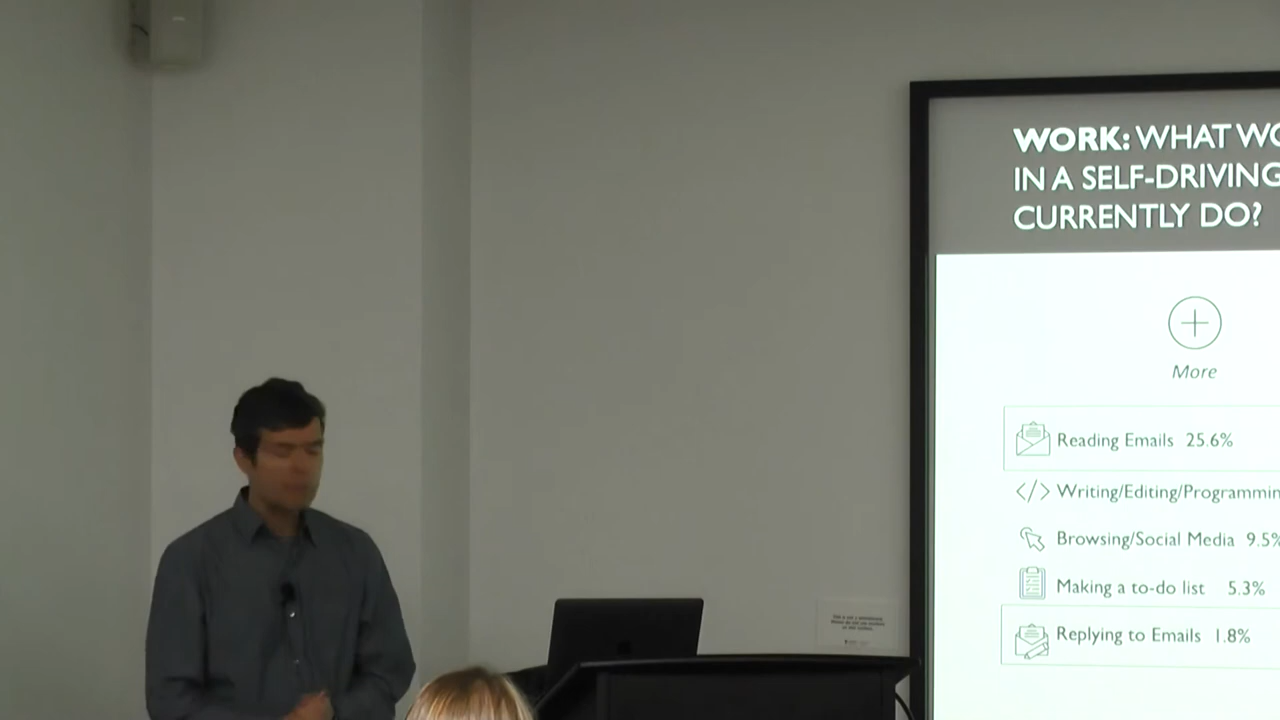 WORK: WHAT WO
IN A SELF-DRIVING
CURRENTLY DO?
More
Reading Emails 25.6%
</> Writing/Editing/Programmin
Browsing/Social Media 9.5%
Making a to-do list 5.3%
Replying to Emails 1.8%